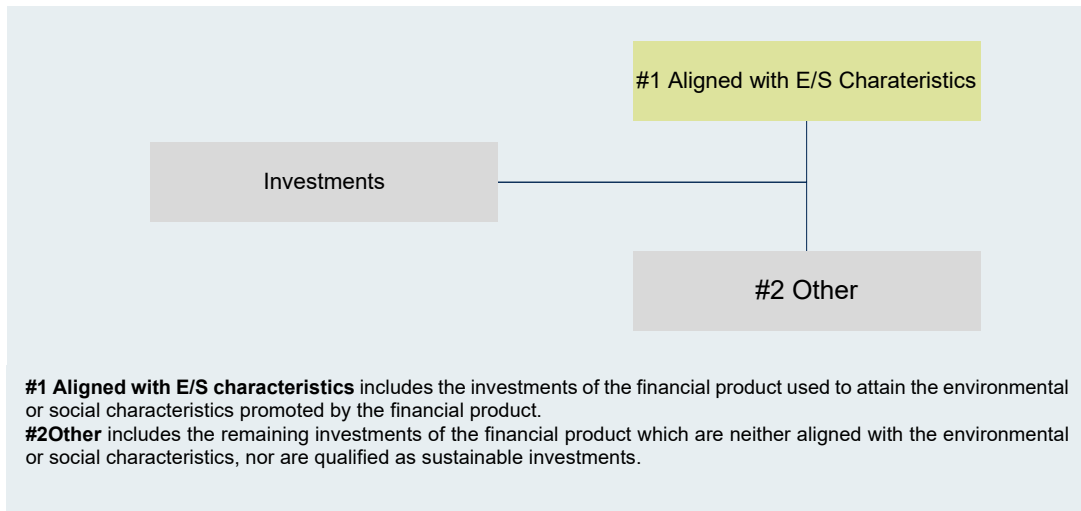 #1 Aligned with E/S Charateristics
Investments
#2 Other
#1 Aligned with E/S characteristics includes the investments of the financial product used to attain the environmental
or social characteristics promoted by the financial product.
#2Other includes the remaining investments of the financial product which are neither aligned with the environmental
or social characteristics, nor are qualified as sustainable investments.